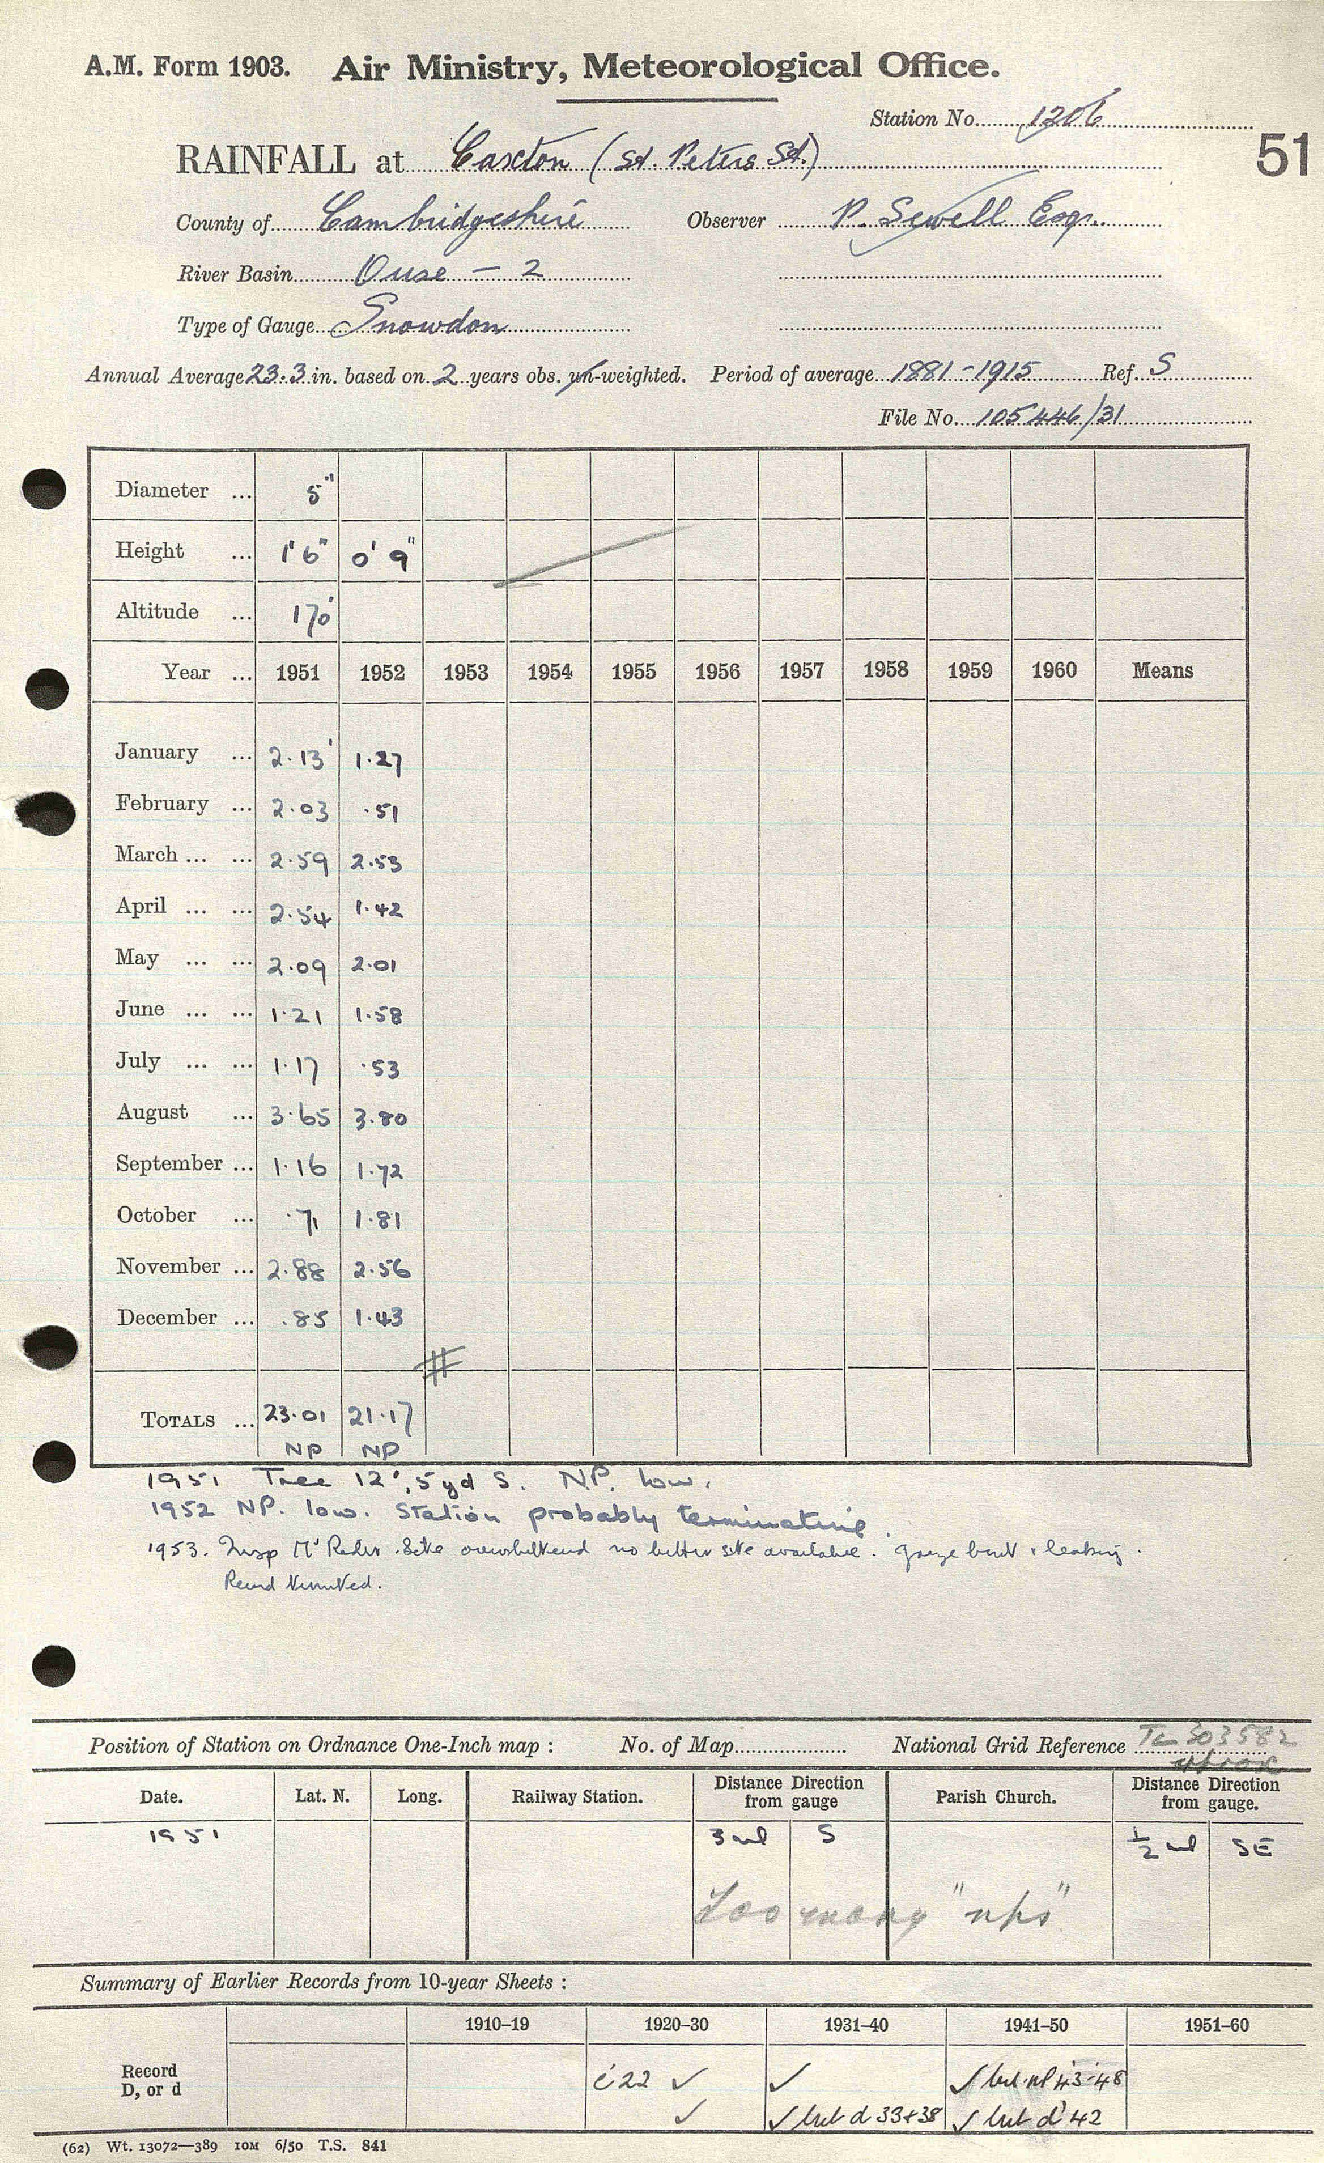 A.M. Form 1903. Air Ministry, Meteorological Office.
Station No. 1206
51
RAINFALL at Caxton (St. Peters St.)
County of Cambridgeshire Observer P. Sewell Esq.
River Basin Ouse - 2
Type of Gauge Snowdon
Annual Average 23.3 in. based on 2 years obs. un-weighted. Period of average 1881-1915 Ref. S
File No. 105446/31
Diameter ... 5"
Height ... 1' 6" 0' 9"
Altitude ... 170'
Year ... 1951 1952 1953 1954 1955 1956 1957 1958 1959 1960 Means
January ... 2.13 1.27
February ... 2.03 .51
March ... ... 2.59 2.53
April ... ... 2.54 1.42
May ... ... 2.09 2.01
June ... ... 1.21 1.58
July ... ... 1.17 .53
August ... 3.65 3.80
September ... 1.16 1.72
October ... .71 1.81
November ... 2.88 2.56
December ... .85 1.43
TOTALS ... 23.01 21.17
NP NP
1951 Tree 12', 5yd S. N.P. low.
1952 N.P. low. Station probably terminating.
1953. Insp Mr Reder. Site oversheltered no better site available. gauge bent & leaking.
Record terminated.
Position of Station on Ordnance One-Inch map : No. of Map National Grid Reference TL 303582
approx
Date. Lat. N. Long. Railway Station. Distance Direction from gauge Parish Church. Distance Direction from gauge.
1951 3 ml S ½ ml SE
Too many "nps"
Summary of Earlier Records from 10-year Sheets :
1910–19 1920–30 1931–40 1941–50 1951–60
Record D, or d c'22 ✓ ✓ ✓ but np 43-48
✓ ✓ but d 33+38 ✓ but d 42
(62) Wt. 13072—389 10M 6/50 T.S. 841